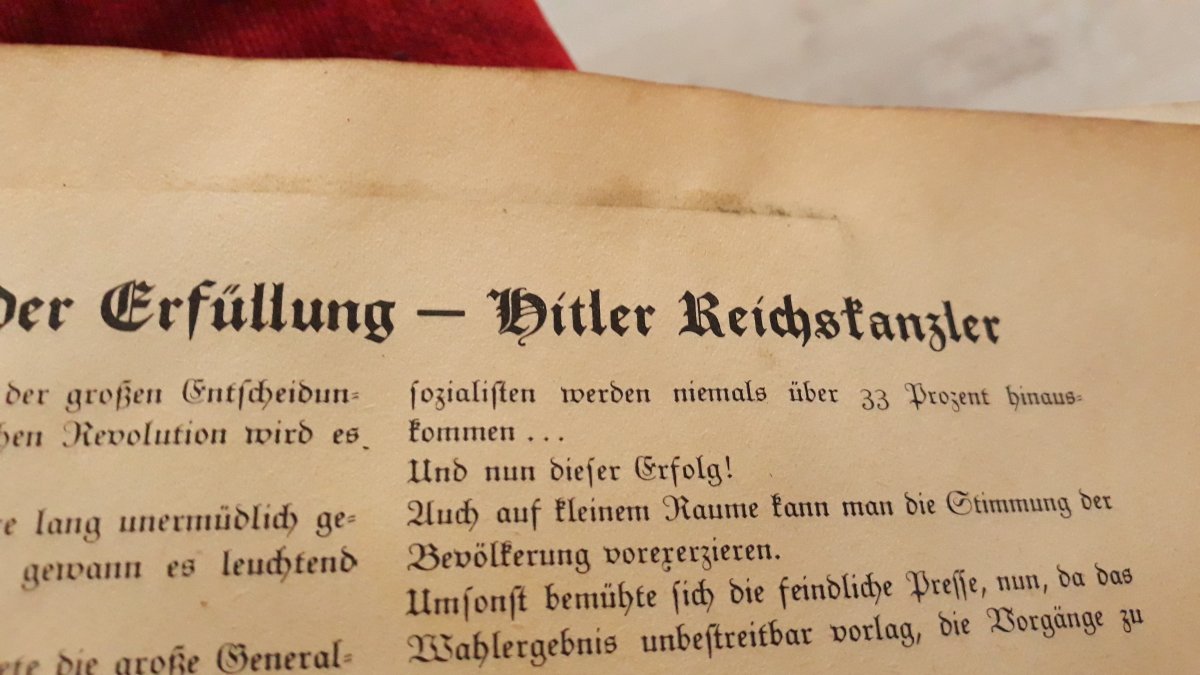 der Erfüllung — Hitler Reichskanzler
der großen Entscheidun-
Revolution wird es
lang unermüdlich ge-
gewann es leuchtend
die große General-
sozialisten werden niemals über 33 Prozent hinaus-
kommen ...
Und nun dieser Erfolg!
Auch auf kleinem Raume kann man die Stimmung der
Bevölkerung vorexerzieren.
Umsonst bemühte sich die feindliche Presse, nun, da das
Wahlergebnis unbestreitbar vorlag, die Vorgänge zu